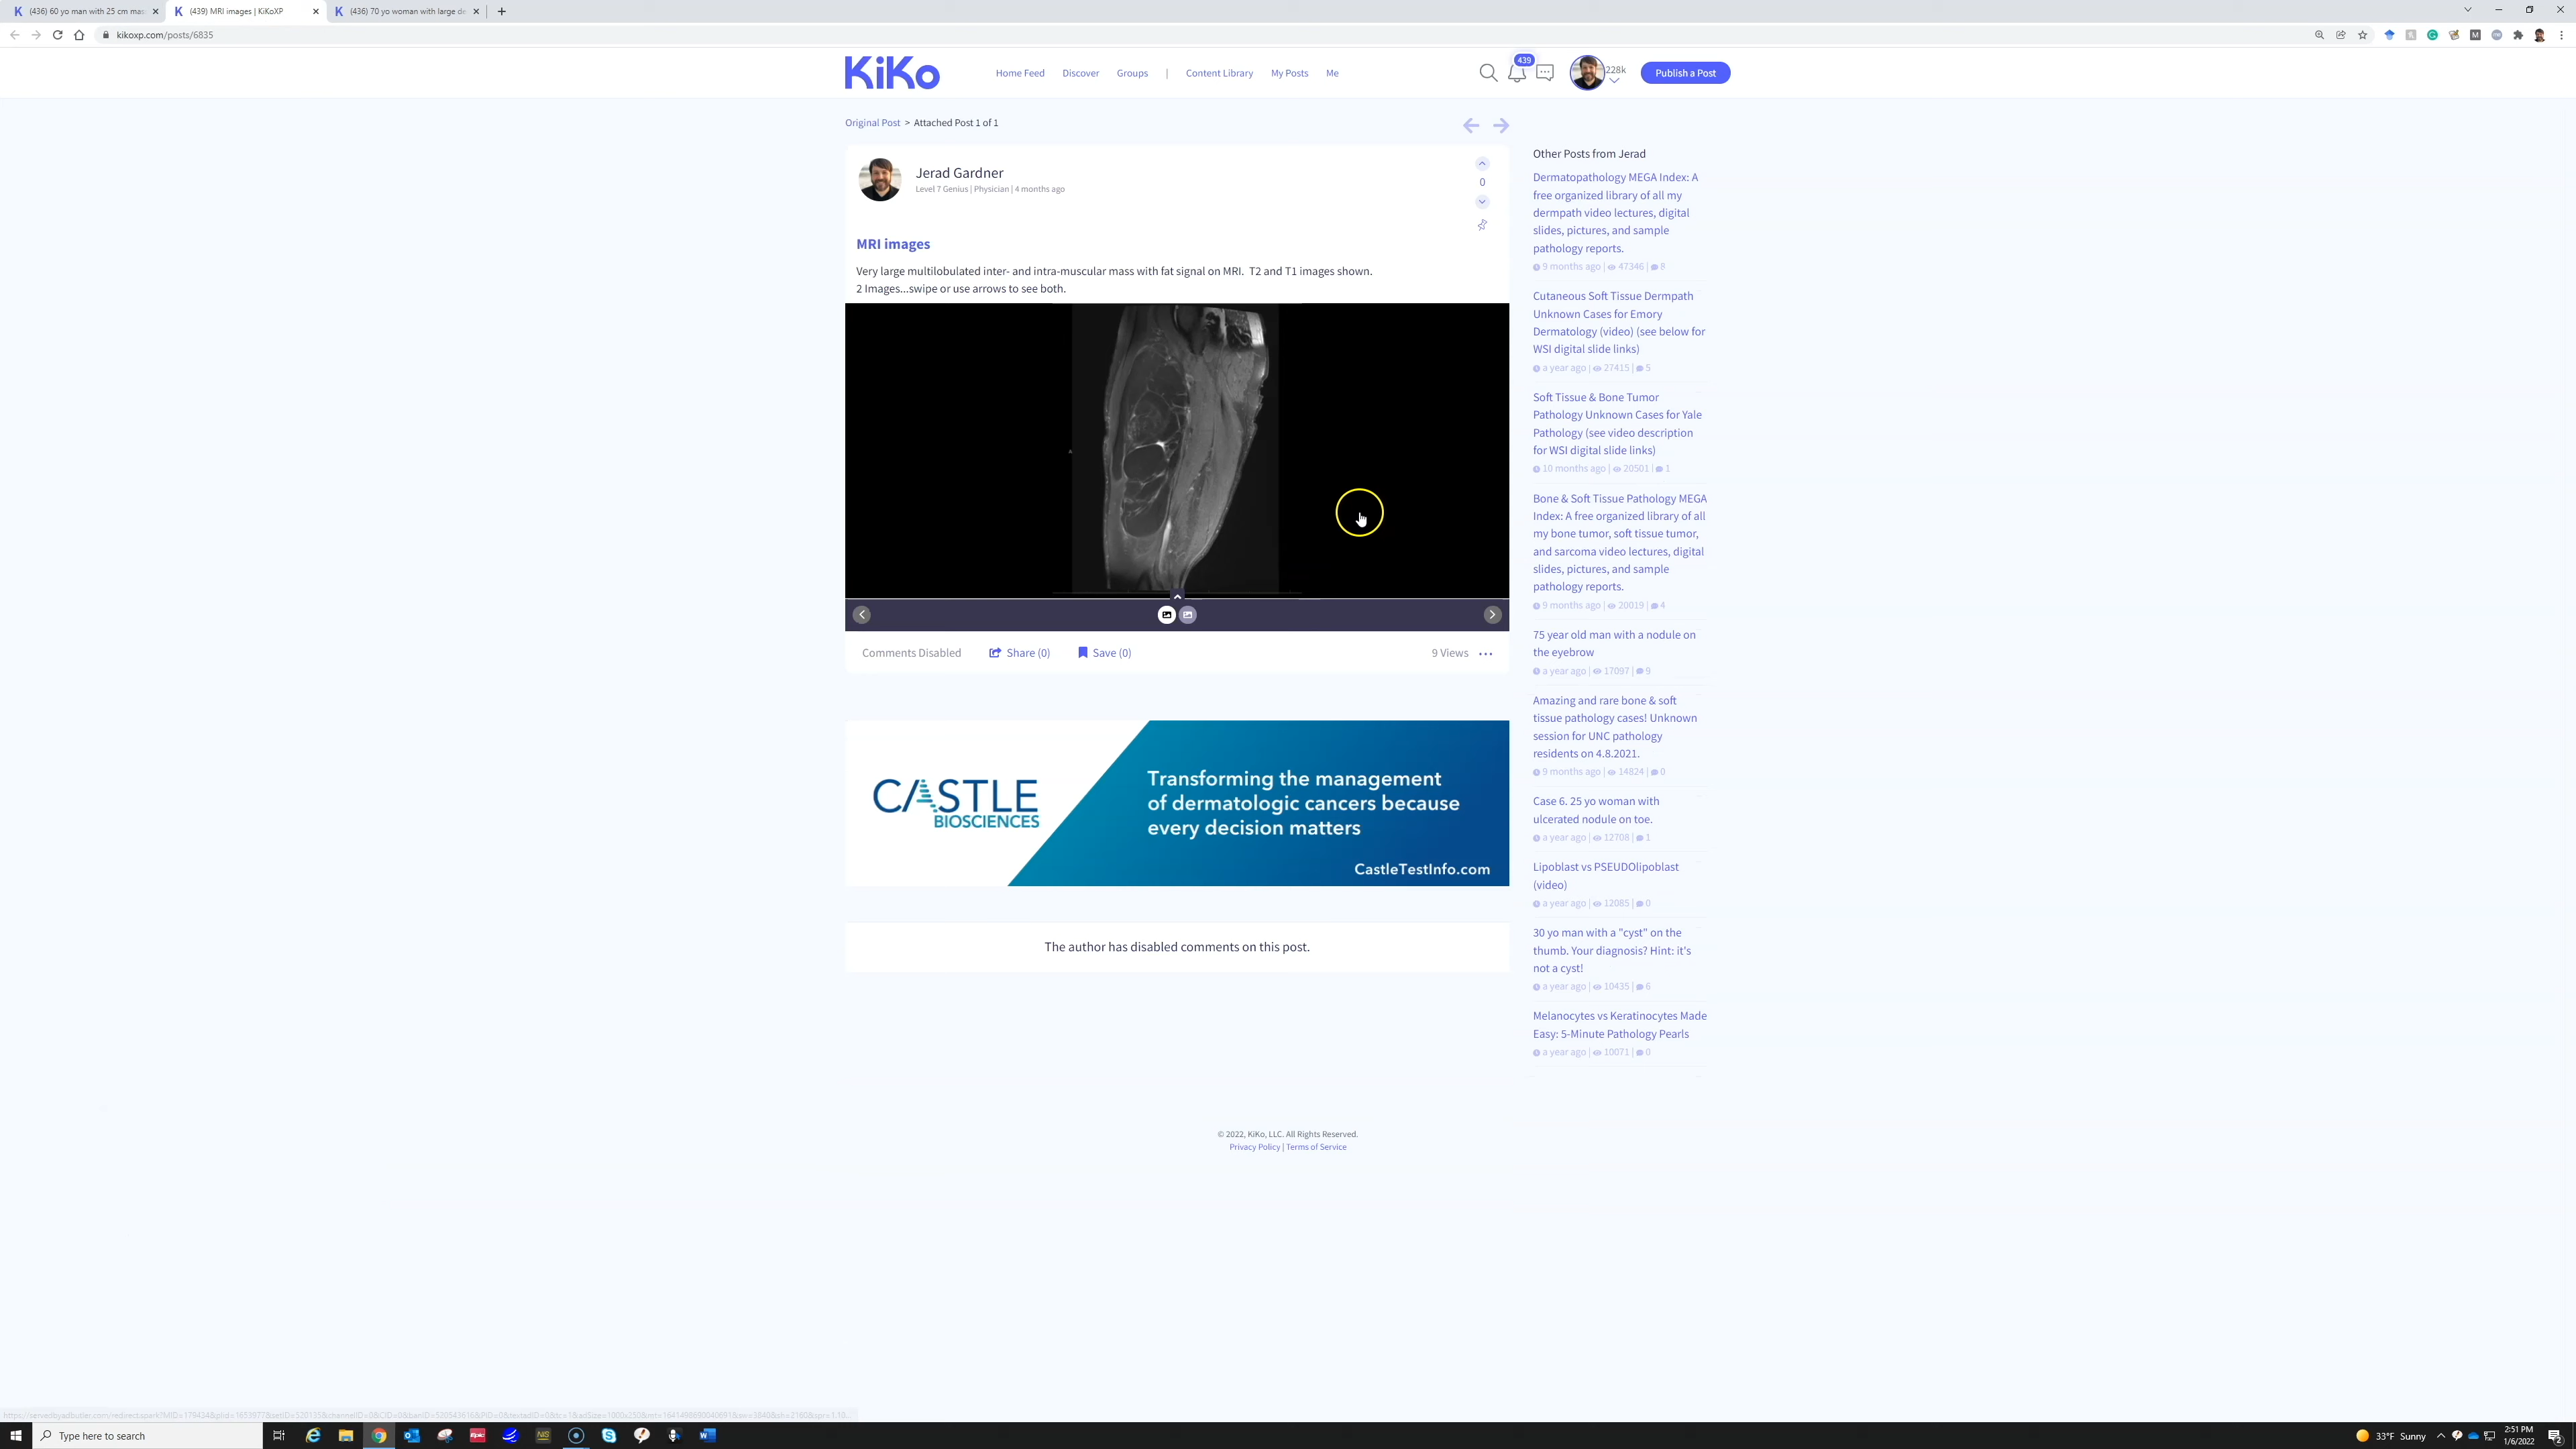 (436) 60 yo man with 25 cm mas
(439) MRI images | KiKoXP
(436) 70 yo woman with large de
kikoxp.com/posts/6835
KiKo
Home Feed
Discover
Groups
|
Content Library
My Posts
Me
439
228k
Publish a Post
Original Post > Attached Post 1 of 1
Jerad Gardner
Level 7 Genius | Physician | 4 months ago
0
MRI images
Very large multilobulated inter- and intra-muscular mass with fat signal on MRI. T2 and T1 images shown.
2 Images...swipe or use arrows to see both.
A
Comments Disabled
Share (0)
Save (0)
9 Views
CASTLE
BIOSCIENCES
Transforming the management
of dermatologic cancers because
every decision matters
CastleTestInfo.com
The author has disabled comments on this post.
Other Posts from Jerad
Dermatopathology MEGA Index: A
free organized library of all my
dermpath video lectures, digital
slides, pictures, and sample
pathology reports.
9 months ago | 47346 | 8
Cutaneous Soft Tissue Dermpath
Unknown Cases for Emory
Dermatology (video) (see below for
WSI digital slide links)
a year ago | 27415 | 5
Soft Tissue & Bone Tumor
Pathology Unknown Cases for Yale
Pathology (see video description
for WSI digital slide links)
10 months ago | 20501 | 1
Bone & Soft Tissue Pathology MEGA
Index: A free organized library of all
my bone tumor, soft tissue tumor,
and sarcoma video lectures, digital
slides, pictures, and sample
pathology reports.
9 months ago | 20019 | 4
75 year old man with a nodule on
the eyebrow
a year ago | 17097 | 9
Amazing and rare bone & soft
tissue pathology cases! Unknown
session for UNC pathology
residents on 4.8.2021.
9 months ago | 14824 | 0
Case 6. 25 yo woman with
ulcerated nodule on toe.
a year ago | 12708 | 1
Lipoblast vs PSEUDOlipoblast
(video)
a year ago | 12085 | 0
30 yo man with a "cyst" on the
thumb. Your diagnosis? Hint: it's
not a cyst!
a year ago | 10435 | 6
Melanocytes vs Keratinocytes Made
Easy: 5-Minute Pathology Pearls
a year ago | 10071 | 0
© 2022, KiKo, LLC. All Rights Reserved.
Privacy Policy | Terms of Service
Type here to search
Epic
33°F Sunny
2:51 PM
1/6/2022
2